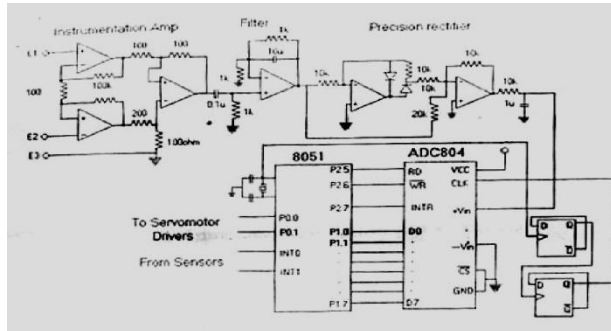 Instrumentation Amp
Filter
Precision rectifier
100
100
1k
10u
E1
100k
100
10k
10k
10k
10k
10k
1k
0.1u
1k
20k
1u
200
100ohm
E2
E3
8051
ADC804
P2.5
RD
VCC
P2.6
WR
CLK
P2.7
INTR
+Vin
To Servomotor
Drivers
P0.0
P0.1
P1.0
D0
P1.1
-Vin
D
Q
Q
From Sensors
INT0
INT1
CS
GND
P1.7
D7
D
Q
Q